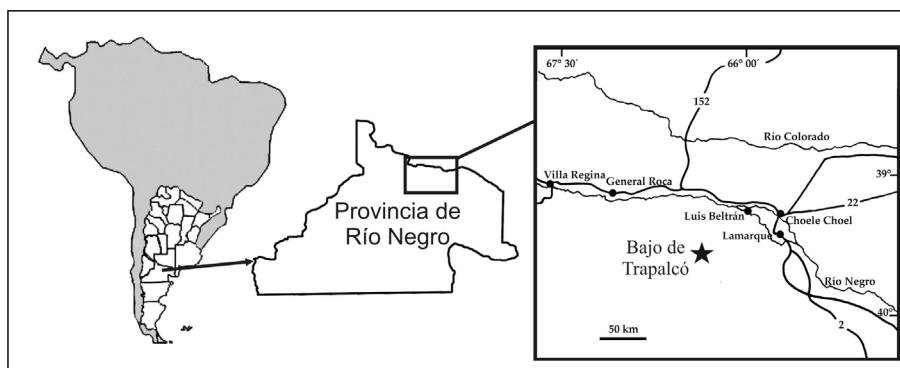 Provincia de
Río Negro
67° 30´
66° 00´
152
Río Colorado
39°
Villa Regina
General Roca
22
Luis Beltrán
Choele Choel
Lamarque
Bajo de
Trapalcó
Río Negro
40°
2
50 km